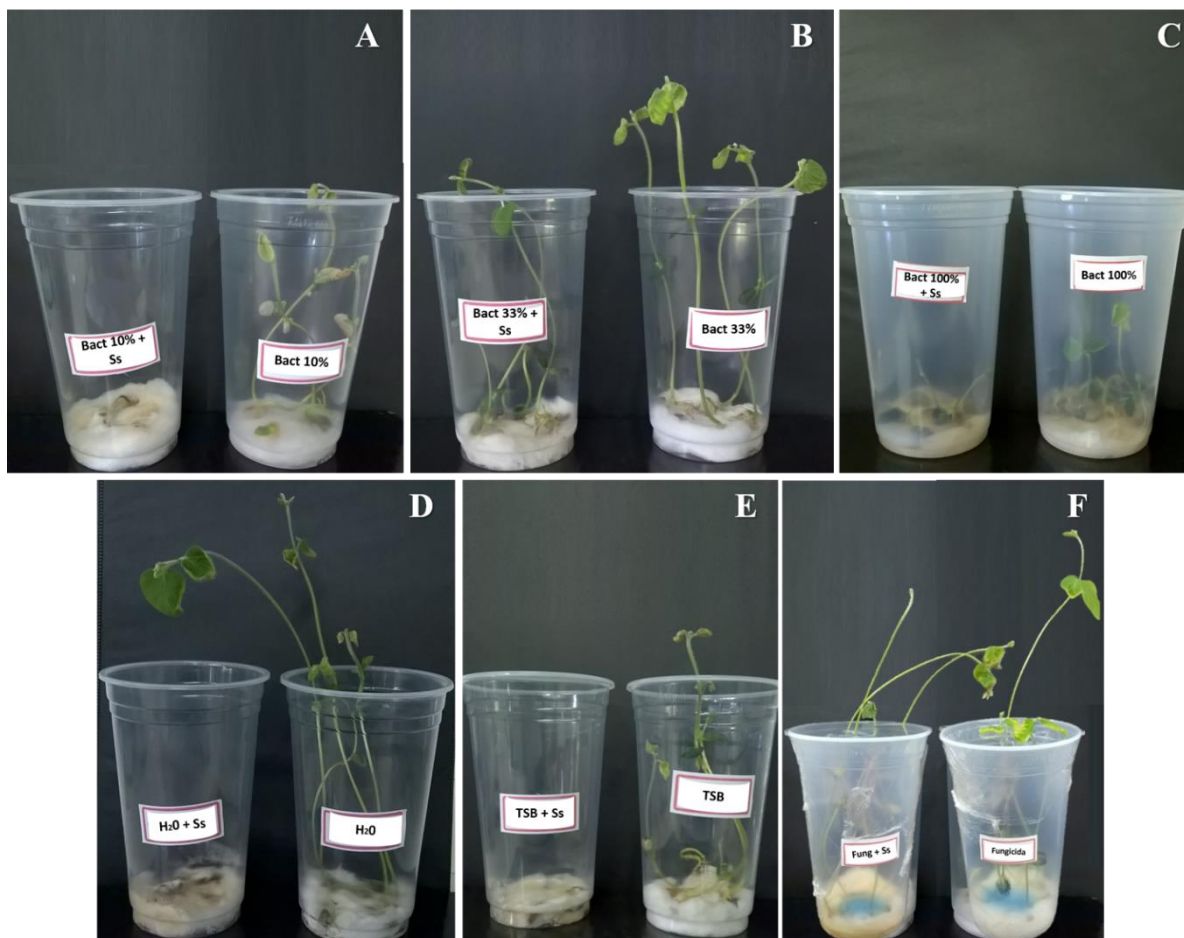 A
Bact 10% +
Ss
Bact 10%
B
Bact 33% +
Ss
Bact 33%
C
Bact 100%
+ Ss
Bact 100%
D
H20 + Ss
H20
E
TSB + Ss
TSB
F
Fung + Ss
Fungicida